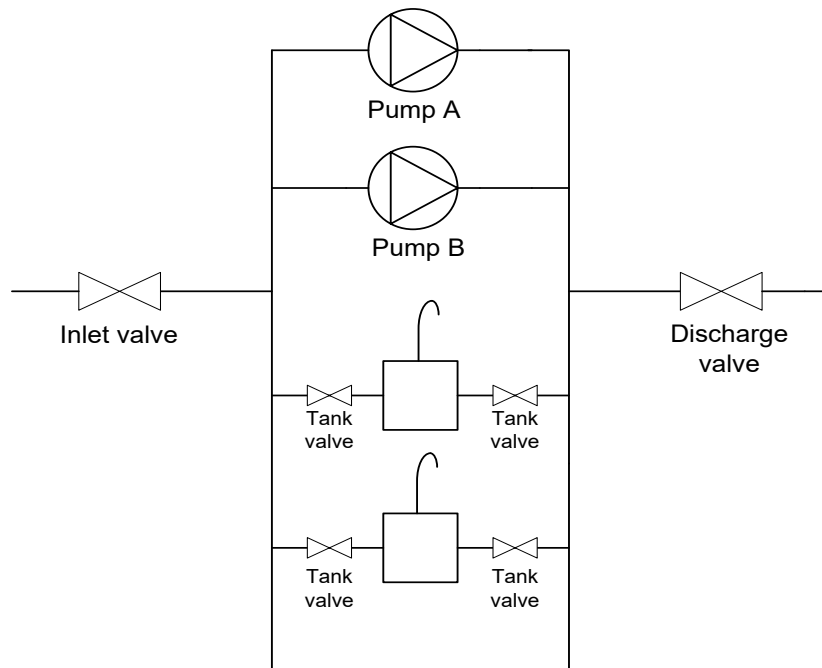 Pump A
Pump B
Inlet valve
Discharge
valve
Tank
valve
Tank
valve
Tank
valve
Tank
valve